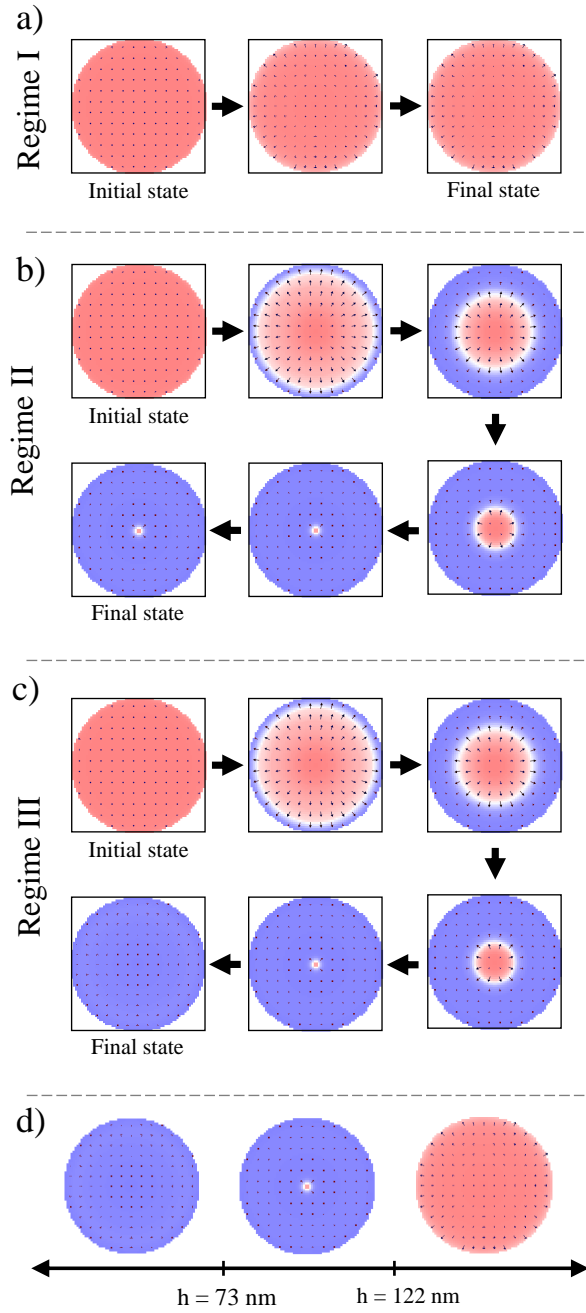 a)
Regime I
Initial state
Final state
b)
Regime II
Initial state
Final state
c)
Regime III
Initial state
Final state
d)
h = 73 nm
h = 122 nm